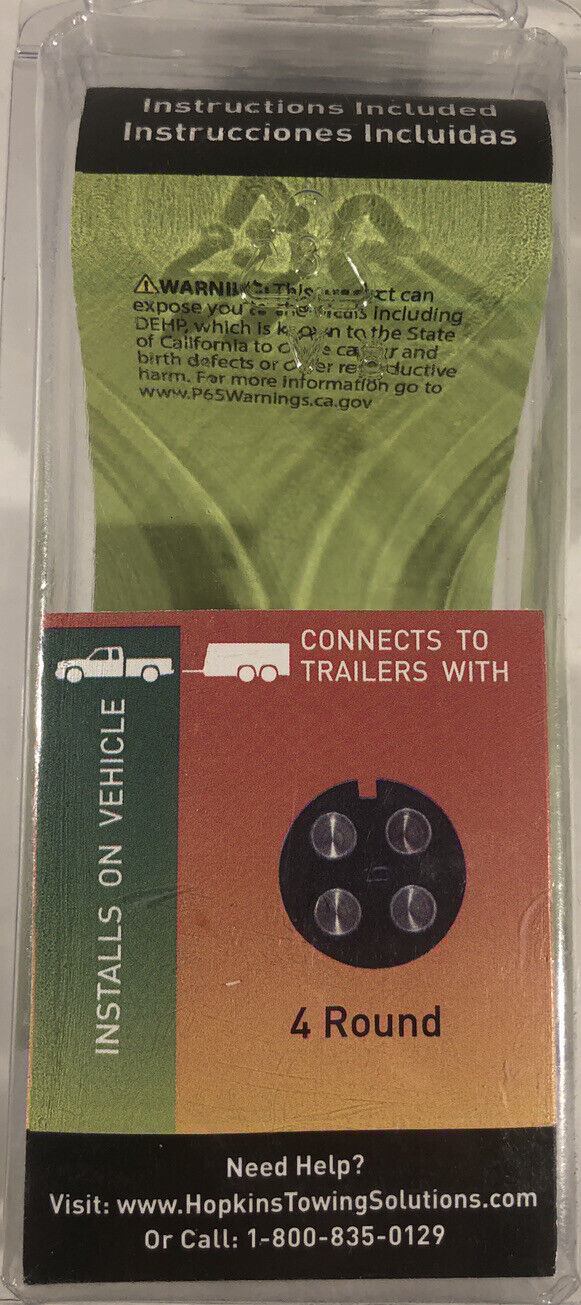 Instructions Included
Instrucciones Incluidas
⚠WARNING: This product can
expose you to chemicals including
DEHP, which is known to the State
of California to cause cancer and
birth defects or other reproductive
harm. For more information go to
www.P65Warnings.ca.gov
CONNECTS TO
TRAILERS WITH
INSTALLS ON VEHICLE
4 Round
Need Help?
Visit: www.HopkinsTowingSolutions.com
Or Call: 1-800-835-0129